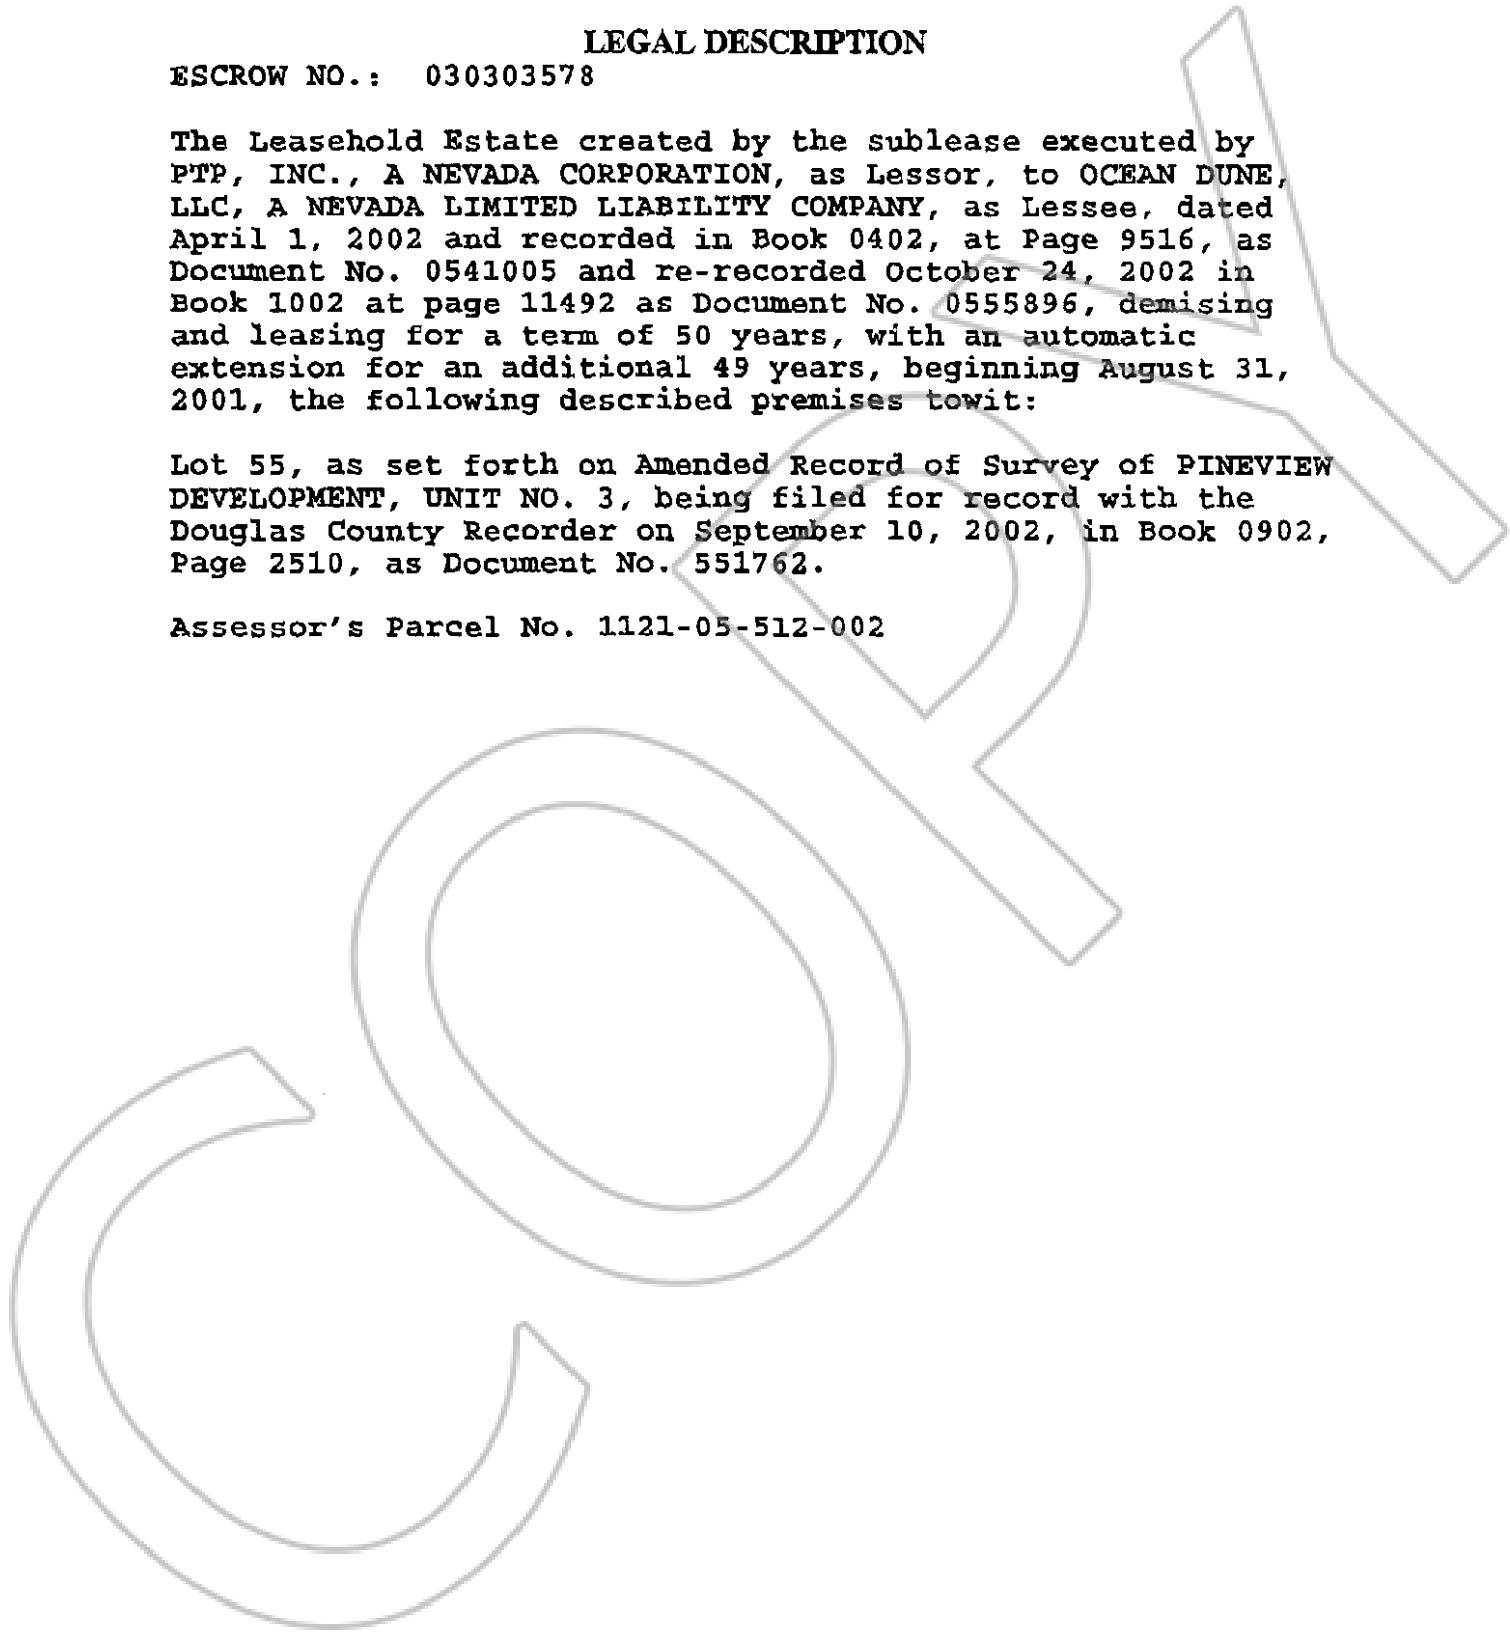 LEGAL DESCRIPTION
ESCROW NO.: 030303578
The Leasehold Estate created by the sublease executed by
PTP, INC., A NEVADA CORPORATION, as Lessor, to OCEAN DUNE,
LLC, A NEVADA LIMITED LIABILITY COMPANY, as Lessee, dated
April 1, 2002 and recorded in Book 0402, at Page 9516, as
Document No. 0541005 and re-recorded October 24, 2002 in
Book 1002 at page 11492 as Document No. 0555896, demising
and leasing for a term of 50 years, with an automatic
extension for an additional 49 years, beginning August 31,
2001, the following described premises towit:
Lot 55, as set forth on Amended Record of Survey of PINEVIEW
DEVELOPMENT, UNIT NO. 3, being filed for record with the
Douglas County Recorder on September 10, 2002, in Book 0902,
Page 2510, as Document No. 551762.
Assessor's Parcel No. 1121-05-512-002
COPY